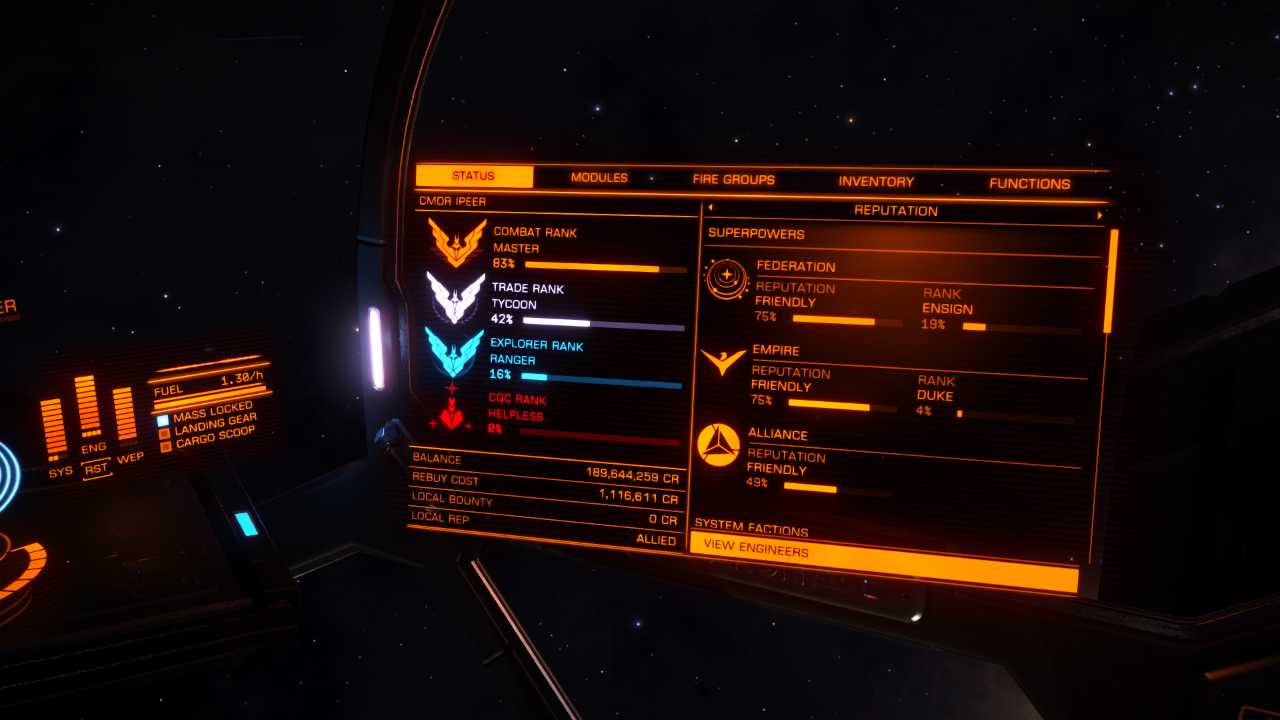 STATUS
MODULES
FIRE GROUPS
INVENTORY
FUNCTIONS
CMDR IPEER
COMBAT RANK
MASTER
83%
TRADE RANK
TYCOON
42%
EXPLORER RANK
RANGER
16%
CQC RANK
HELPLESS
0%
BALANCE
189,644,259 CR
REBUY COST
1,116,611 CR
LOCAL BOUNTY
0 CR
LOCAL REP
ALLIED
REPUTATION
SUPERPOWERS
FEDERATION
REPUTATION
FRIENDLY
75%
RANK
ENSIGN
19%
EMPIRE
REPUTATION
FRIENDLY
75%
RANK
DUKE
4%
ALLIANCE
REPUTATION
FRIENDLY
49%
SYSTEM FACTIONS
VIEW ENGINEERS
ER
FUEL 1.30/h
MASS LOCKED
LANDING GEAR
CARGO SCOOP
SYS
ENG
RST
WEP